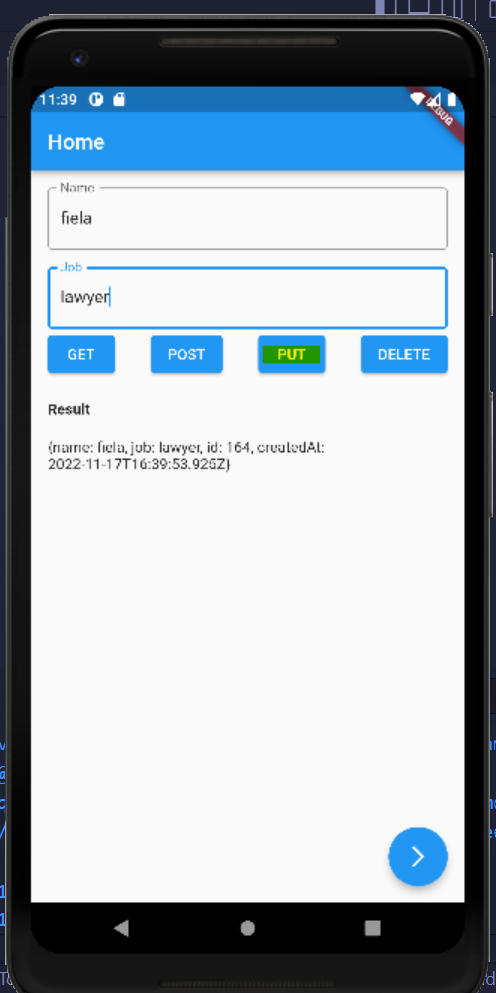 11:39
DEBUG
Home
Name
fiela
Job
lawyer
GET POST PUT DELETE
Result
{name: fiela, job: lawyer, id: 164, createdAt:
2022-11-17T16:39:53.925Z}